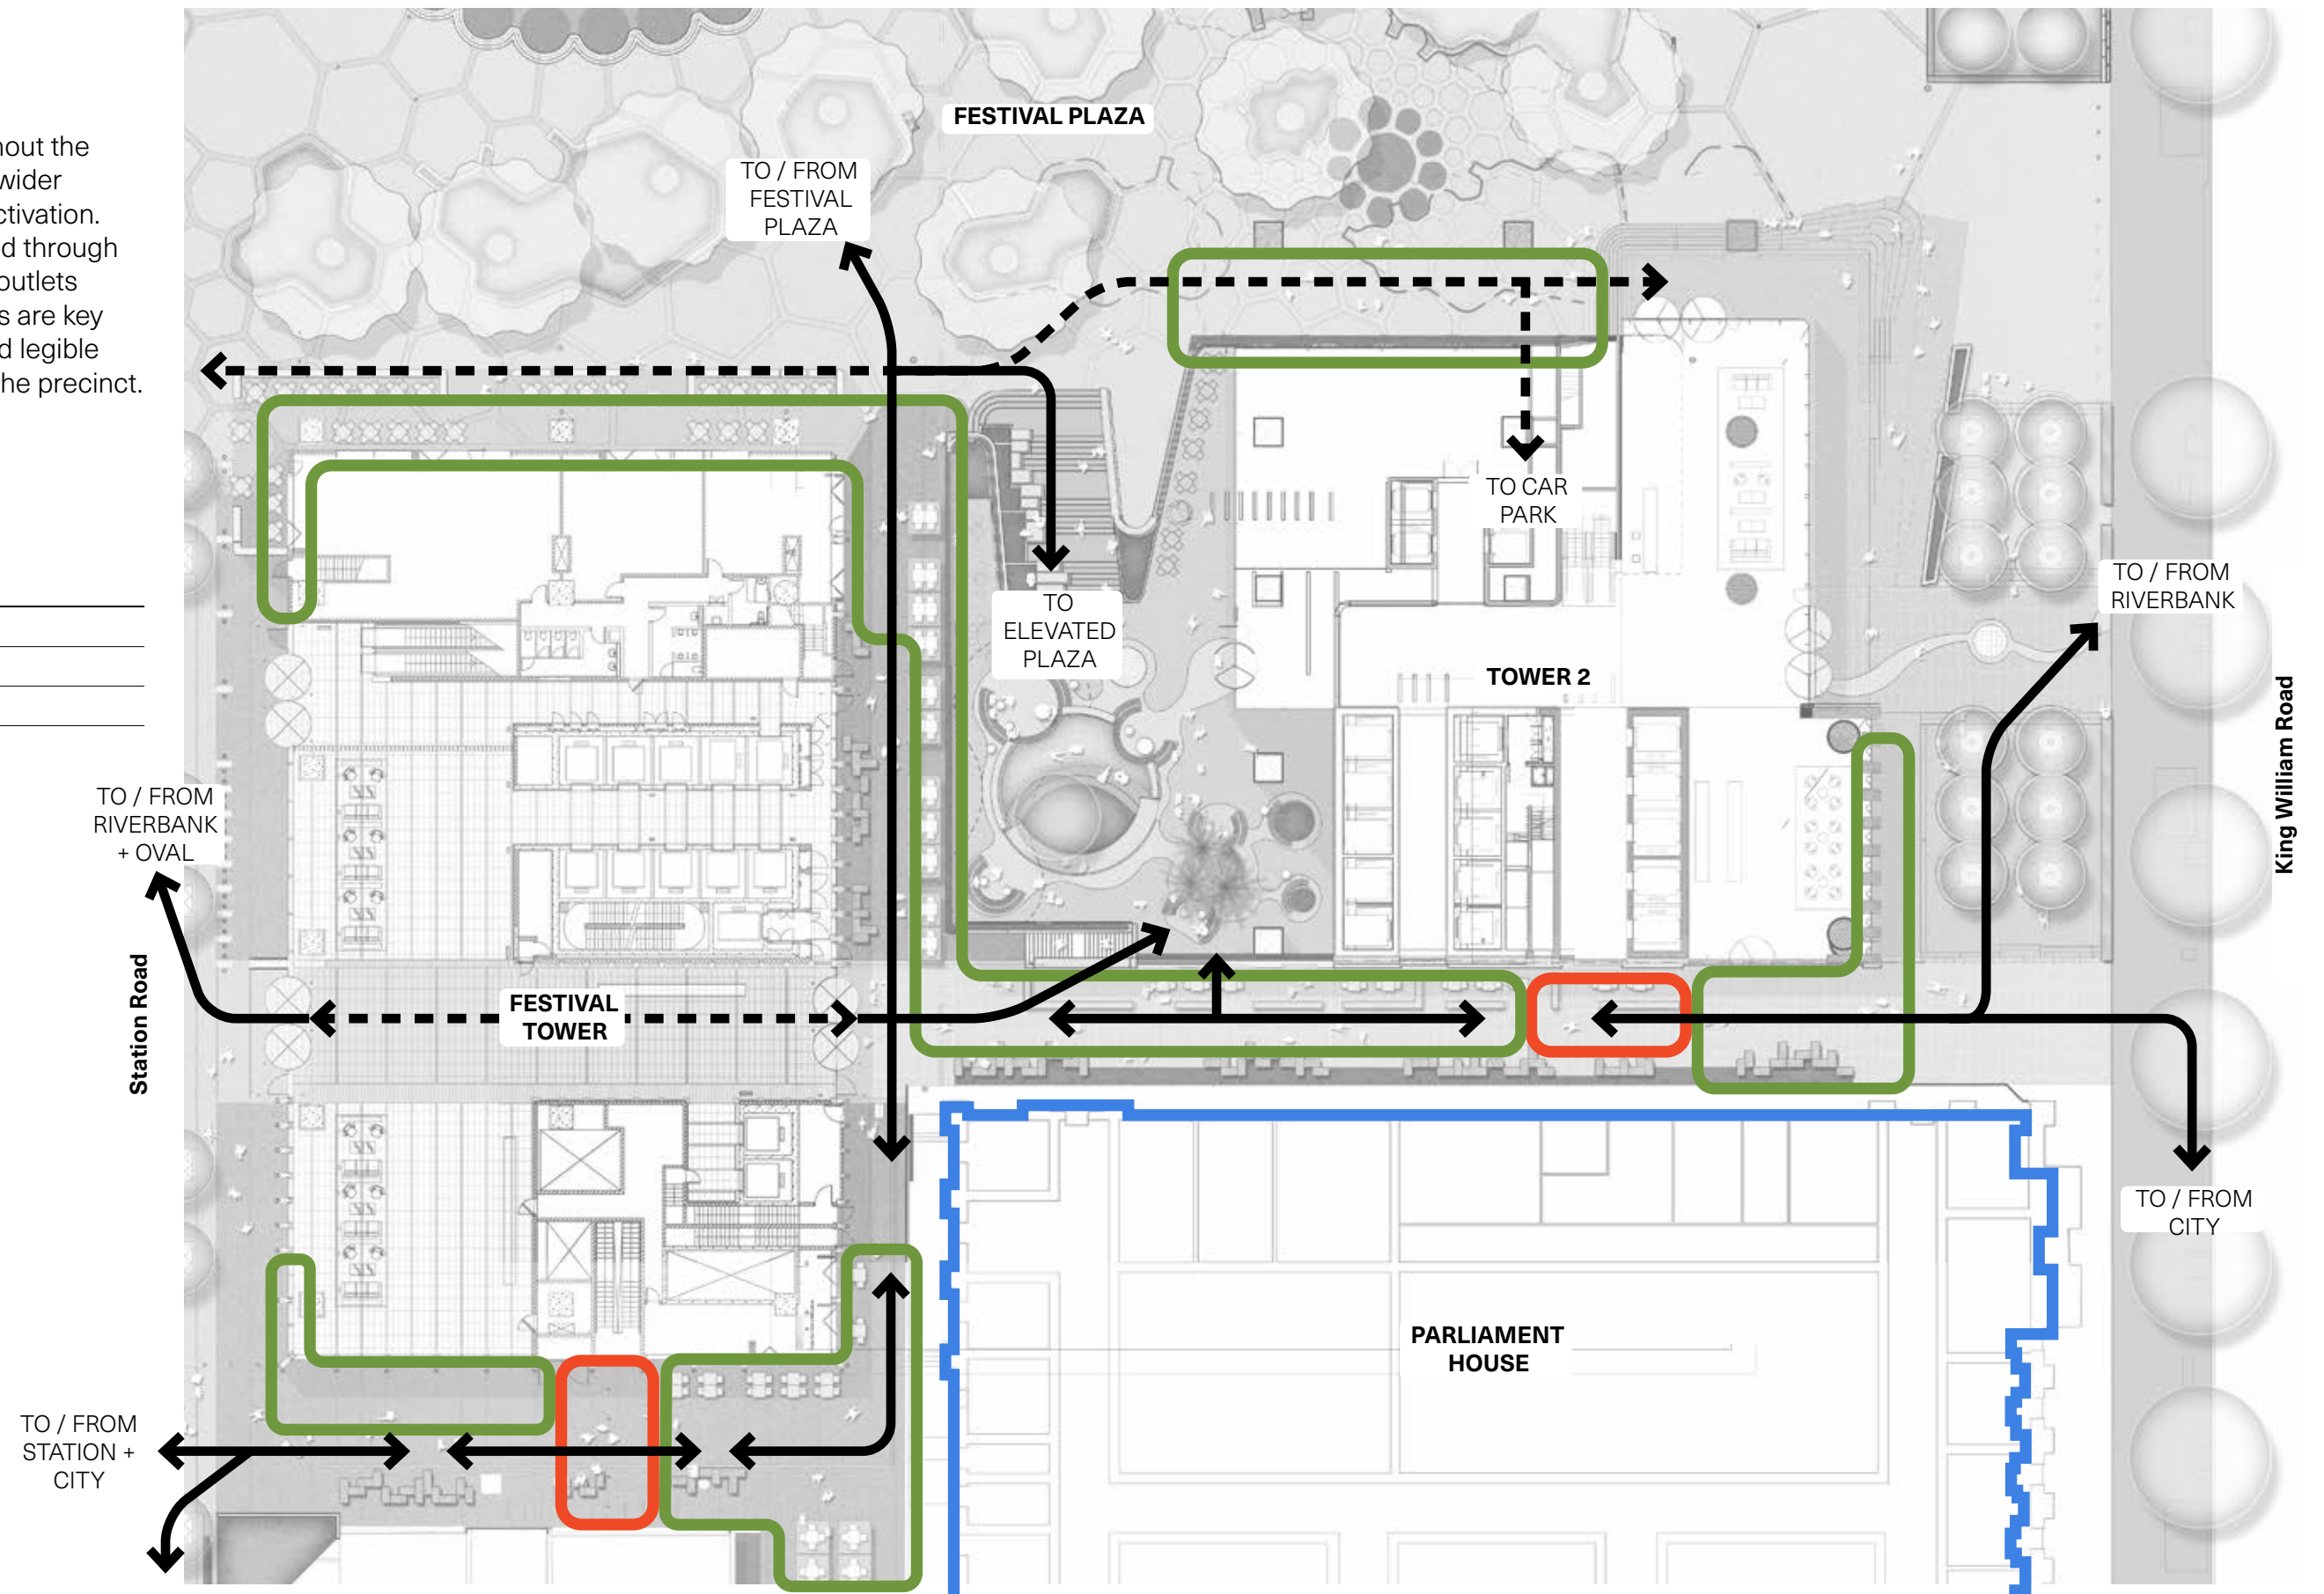 hout the
wider
ctivation.
d through
outlets
s are key
d legible
he precinct.
FESTIVAL PLAZA
TO / FROM
FESTIVAL
PLAZA
TO CAR
PARK
TO / FROM
RIVERBANK
TO
ELEVATED
PLAZA
TOWER 2
King William Road
TO / FROM
RIVERBANK
+ OVAL
Station Road
FESTIVAL
TOWER
TO / FROM
CITY
PARLIAMENT
HOUSE
TO / FROM
STATION +
CITY